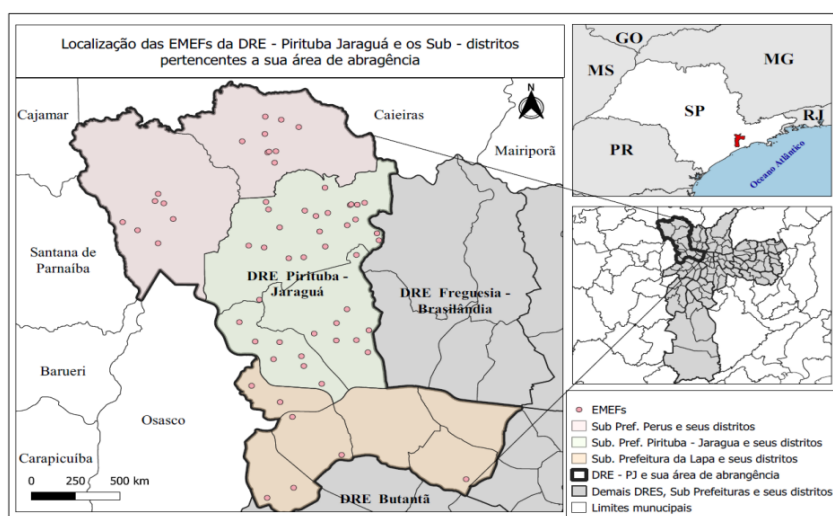 Localização das EMEFs da DRE - Pirituba Jaraguá e os Sub - distritos
pertencentes a sua área de abragência
GO
MG
MS
SP
RJ
PR
Oceano Atlântico
N
Cajamar
Caieiras
Mairiporã
Santana de
Parnaíba
DRE Pirituba -
Jaraguá
DRE Freguesia -
Brasilândia
Barueri
Osasco
Carapicuíba
DRE Butantã
0 250 500 km
EMEFs
Sub Pref. Perus e seus distritos
Sub. Pref. Pirituba - Jaragua e seus distritos
Sub. Prefeitura da Lapa e seus distritos
DRE - PJ e sua área de abrangência
Demais DRES, Sub Prefeituras e seus distritos
Limites munucipais